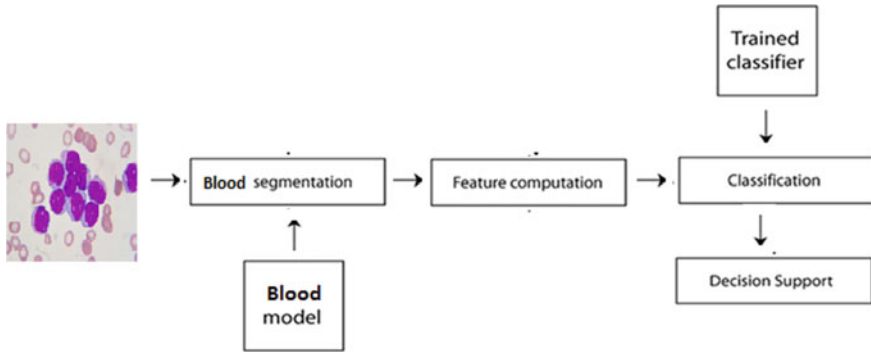 Trained
classifier
Blood segmentation
Feature computation
Classification
Blood
model
Decision Support